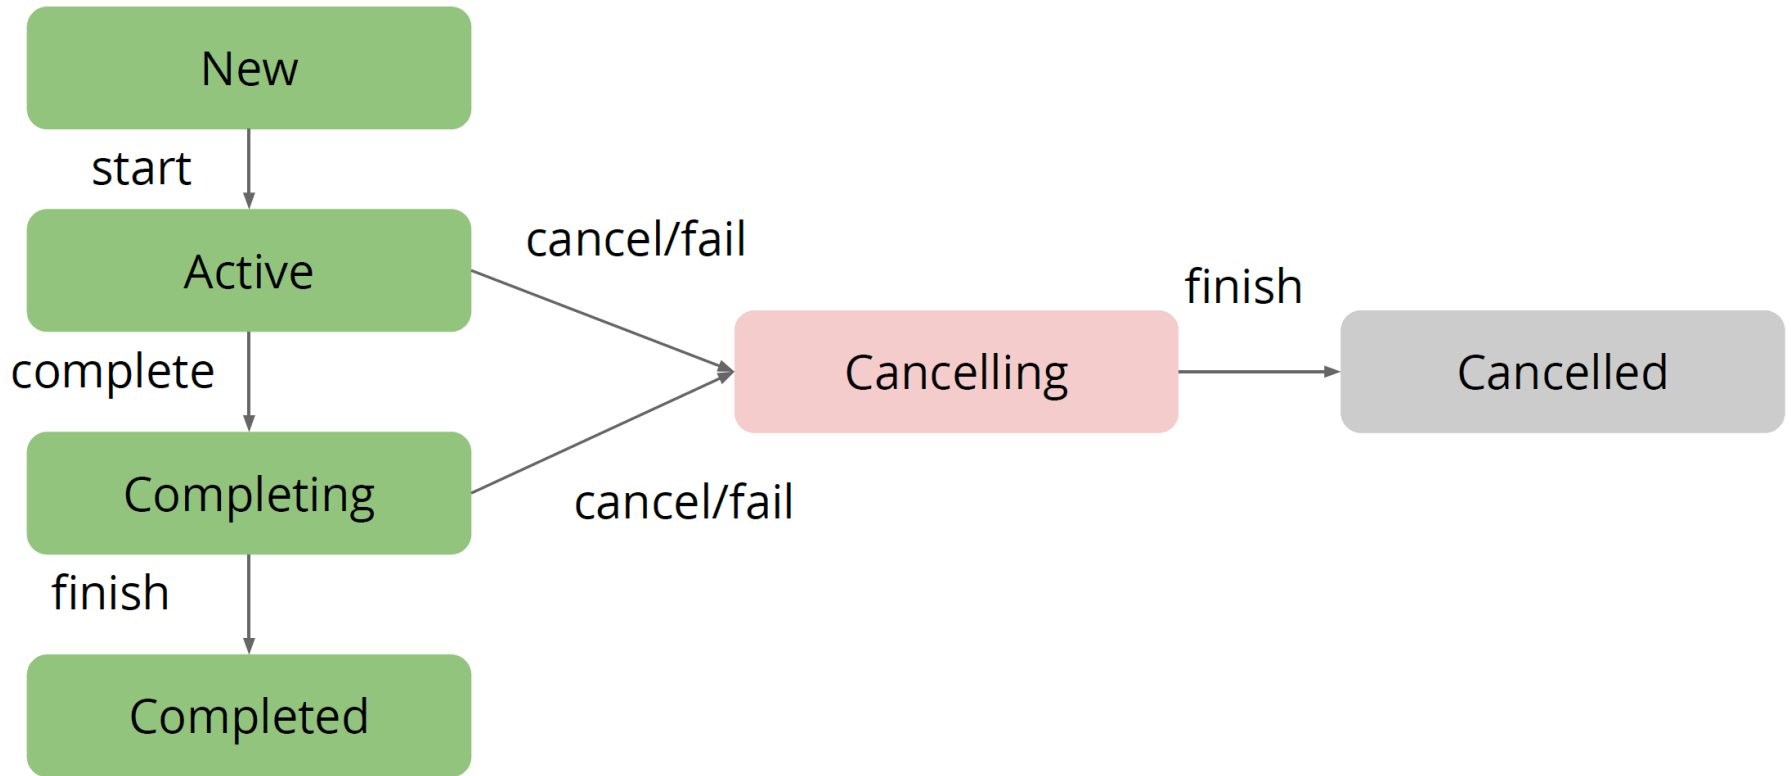 New
start
Active
cancel/fail
complete
finish
Cancelling
Cancelled
Completing
cancel/fail
finish
Completed